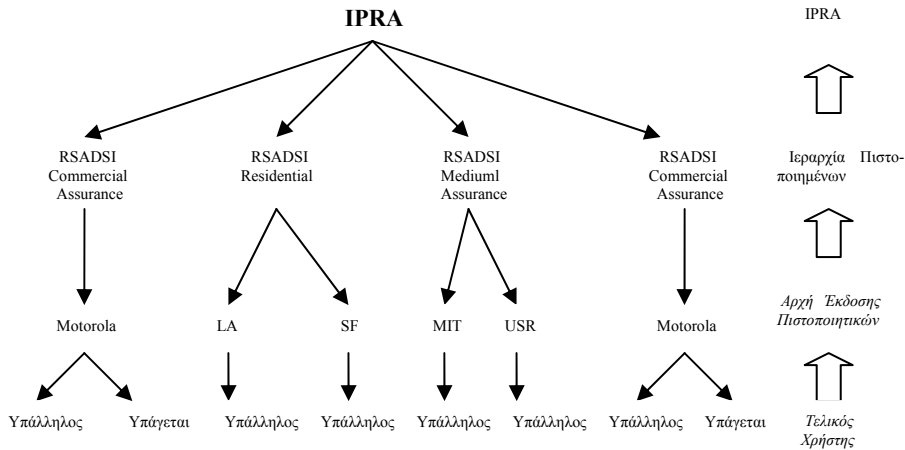 IPRA
IPRA
RSADSI
Commercial
Assurance
RSADSI
Residential
RSADSI
Mediuml
Assurance
RSADSI
Commercial
Assurance
Ιεραρχία Πιστο-
ποιημένων
Motorola
LA
SF
MIT
USR
Motorola
Αρχή Έκδοσης
Πιστοποιητικών
Υπάλληλος
Υπάγεται
Υπάλληλος
Υπάλληλος
Υπάλληλος
Υπάλληλος
Υπάλληλος
Υπάγεται
Τελικός
Χρήστης